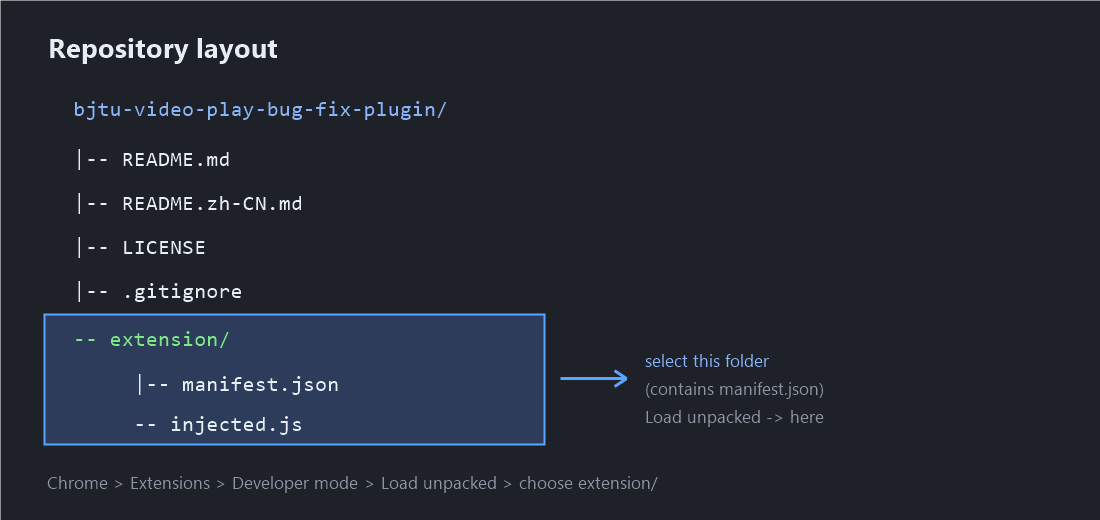 Repository layout
bjtu-video-play-bug-fix-plugin/
|-- README.md
|-- README.zh-CN.md
|-- LICENSE
|-- .gitignore
-- extension/
|-- manifest.json
-- injected.js
select this folder
(contains manifest.json)
Load unpacked -> here
Chrome > Extensions > Developer mode > Load unpacked > choose extension/